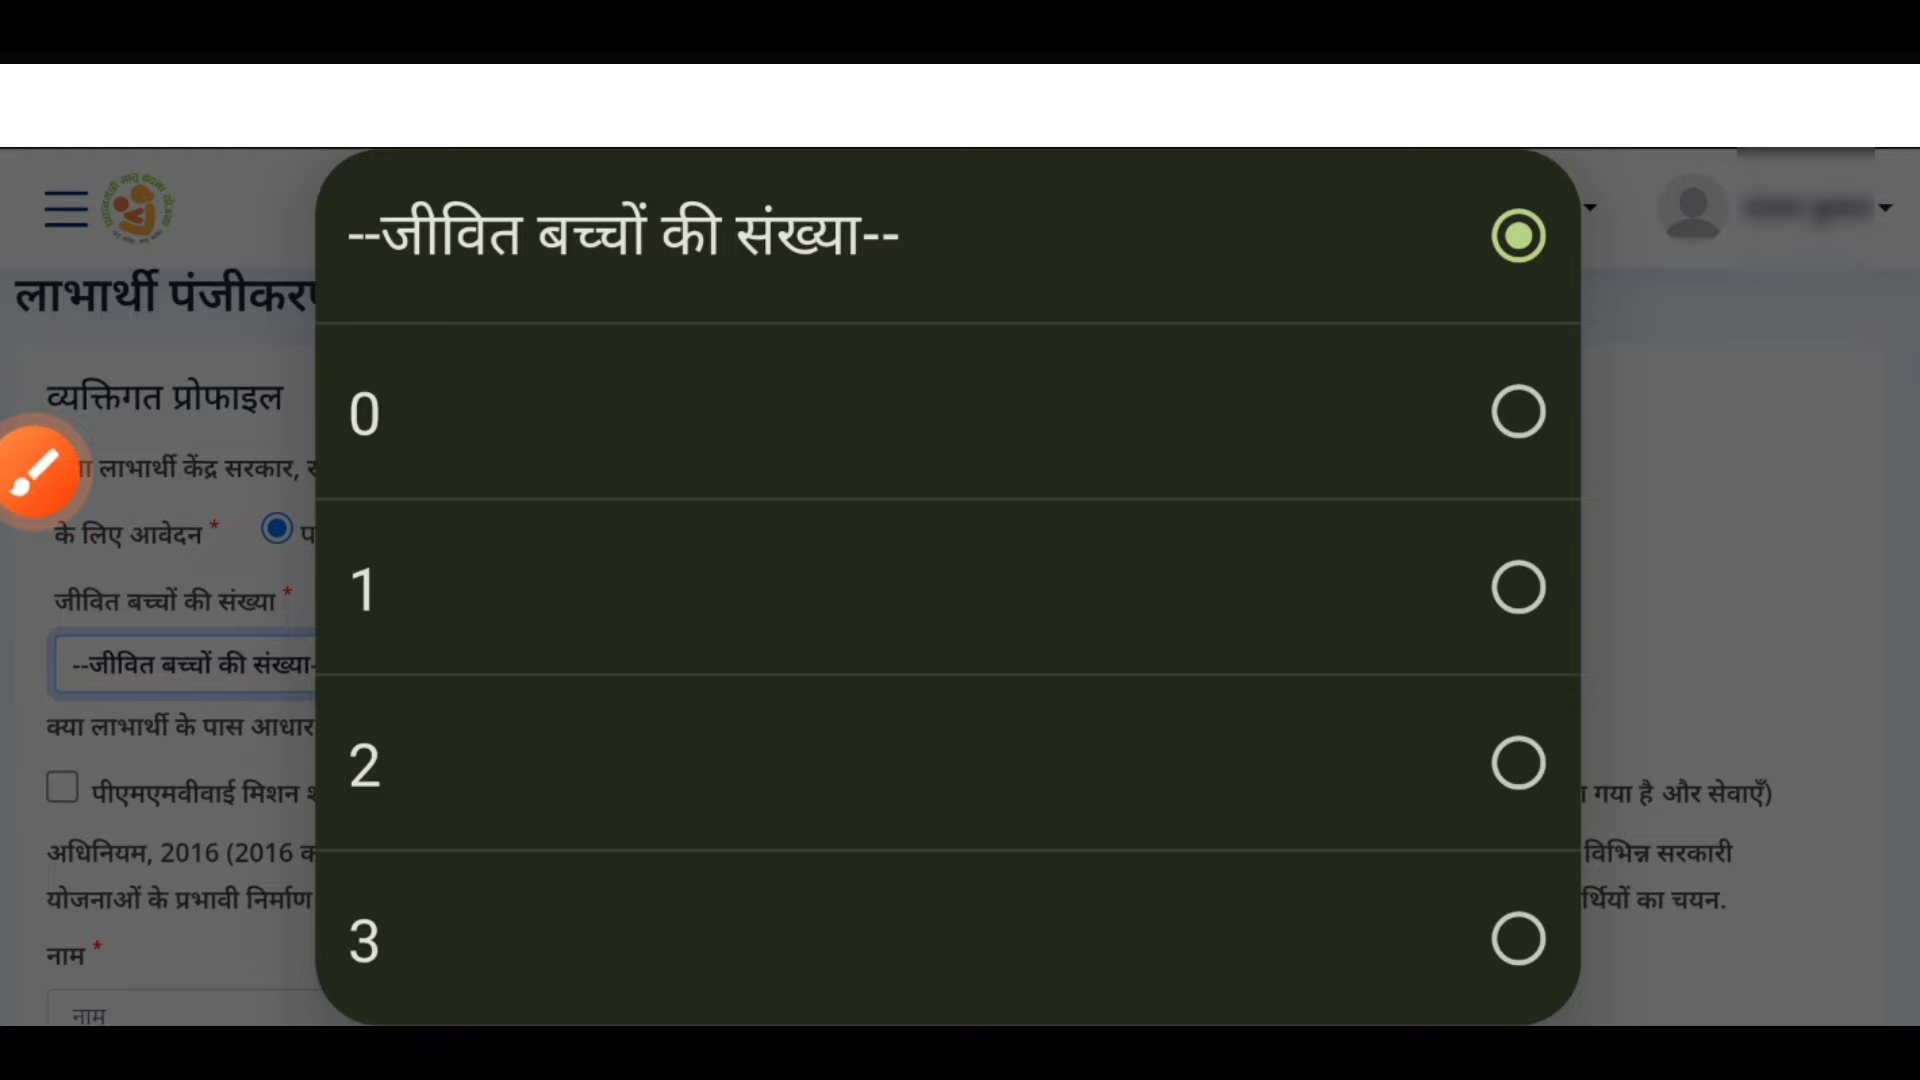 लाभार्थी पंजीकरण
व्यक्तिगत प्रोफाइल
लाभार्थी केंद्र सरकार,
के लिए आवेदन *
जीवित बच्चों की संख्या *
--जीवित बच्चों की संख्या-
क्या लाभार्थी के पास आधार
पीएमएमवीवाई मिशन
गया है और सेवाएँ)
अधिनियम, 2016 (2016
विभिन्न सरकारी
योजनाओं के प्रभावी निर्माण
का चयन.
नाम *
नाम
--जीवित बच्चों की संख्या--
0
1
2
3